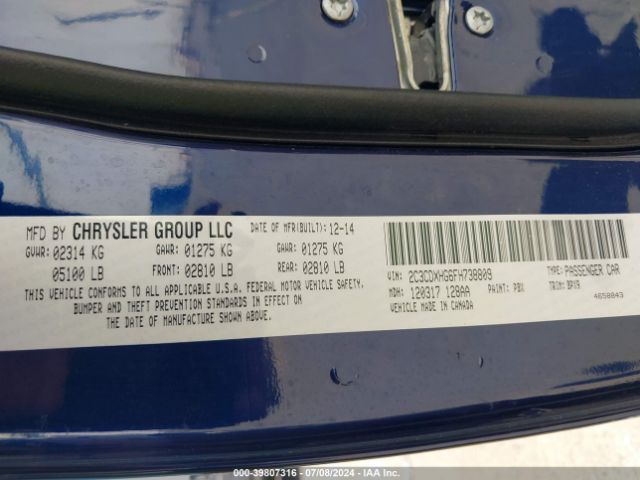 MFD BY CHRYSLER GROUP LLC
DATE OF MFR(BUILT): 12-14
GVWR: 02314 KG GAWR: 01275 KG GAWR: 01275 KG
05100 LB FRONT: 02810 LB REAR: 02810 LB
THIS VEHICLE CONFORMS TO ALL APPLICABLE U.S.A. FEDERAL MOTOR VEHICLE SAFETY,
BUMPER AND THEFT PREVENTION STANDARDS IN EFFECT ON
THE DATE OF MANUFACTURE SHOWN ABOVE.
VIN: 2C3CDXHG6FH738809 TYPE: PASSENGER CAR
MDH: 120317 128AA PAINT: PBX TRIM: BPX9
VEHICLE MADE IN CANADA 4658843
000-39807316 | 07/08/2024 | IAA Inc.